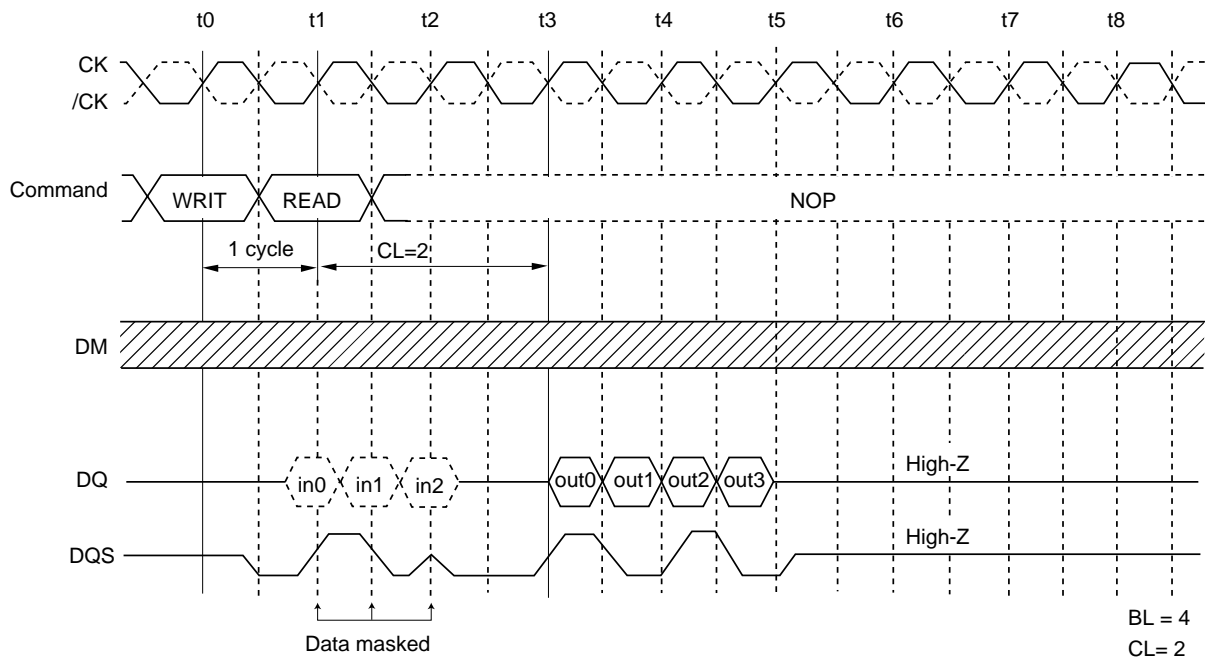 t0 t1 t2 t3 t4 t5 t6 t7 t8
CK
/CK
Command WRIT READ NOP
1 cycle CL=2
DM
DQ in0 in1 in2 out0 out1 out2 out3 High-Z
DQS High-Z
Data masked
BL = 4
CL= 2